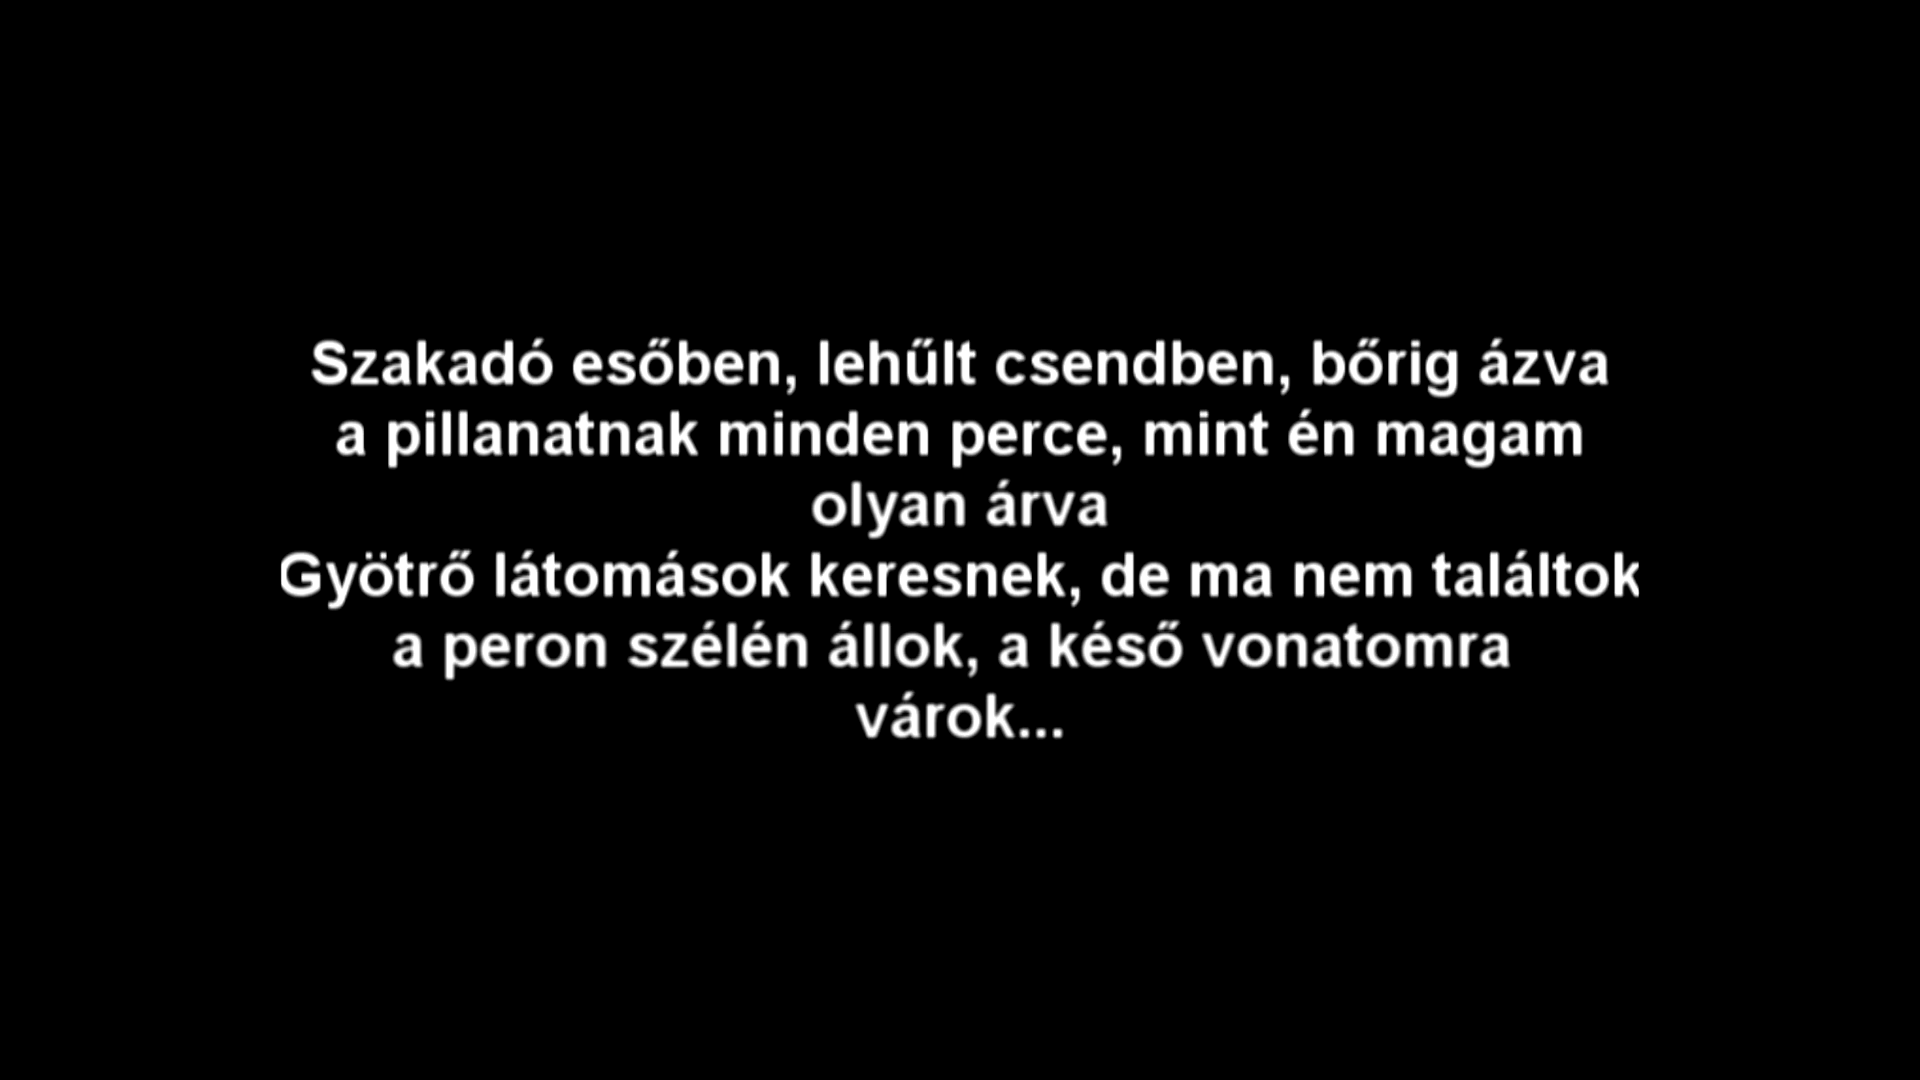 Szakadó esőben, lehűlt csendben, bőrig ázva
a pillanatnak minden perce, mint én magam
olyan árva
Gyötrő látomások keresnek, de ma nem találtok
a peron szélén állok, a késő vonatomra
várok...